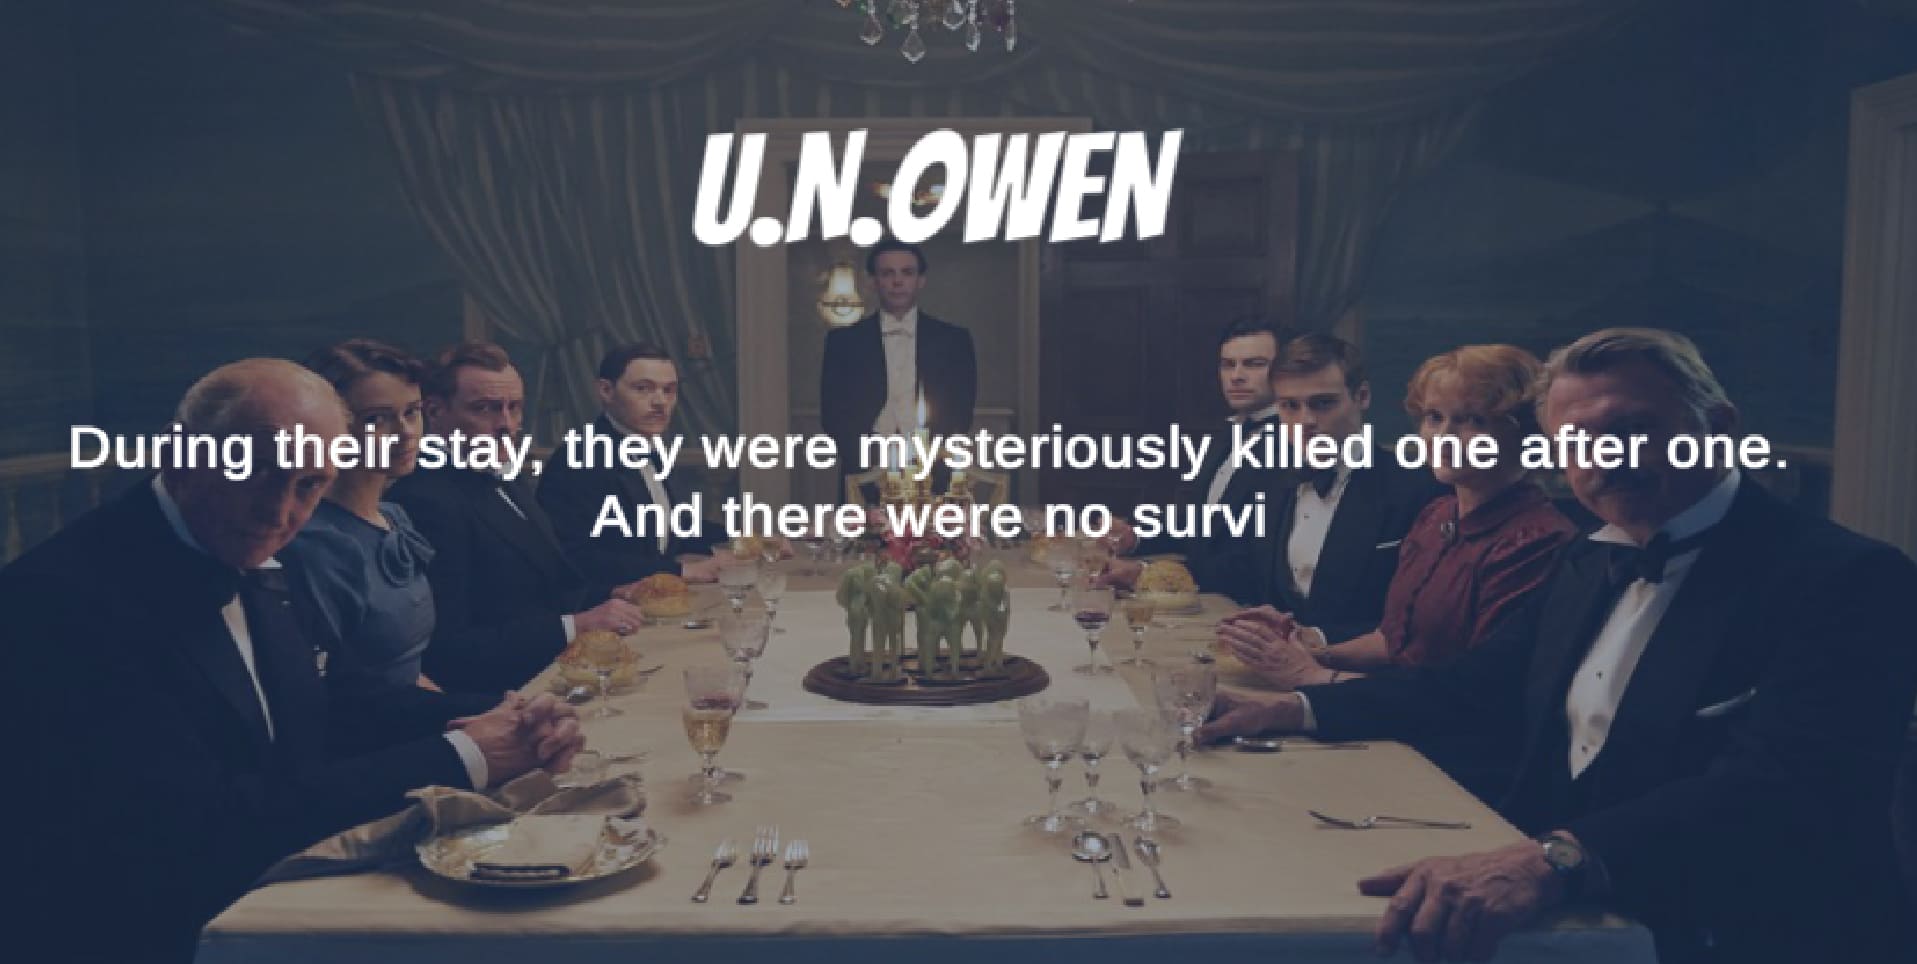 U.N.OWEN
During their stay, they were mysteriously killed one after one.
And there were no survi